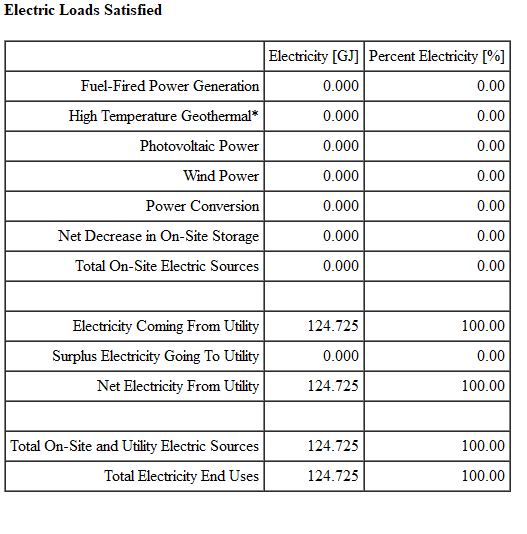 Electric Loads Satisfied
Electricity [GJ] Percent Electricity [%]
Fuel-Fired Power Generation 0.000 0.00
High Temperature Geothermal* 0.000 0.00
Photovoltaic Power 0.000 0.00
Wind Power 0.000 0.00
Power Conversion 0.000 0.00
Net Decrease in On-Site Storage 0.000 0.00
Total On-Site Electric Sources 0.000 0.00
Electricity Coming From Utility 124.725 100.00
Surplus Electricity Going To Utility 0.000 0.00
Net Electricity From Utility 124.725 100.00
Total On-Site and Utility Electric Sources 124.725 100.00
Total Electricity End Uses 124.725 100.00